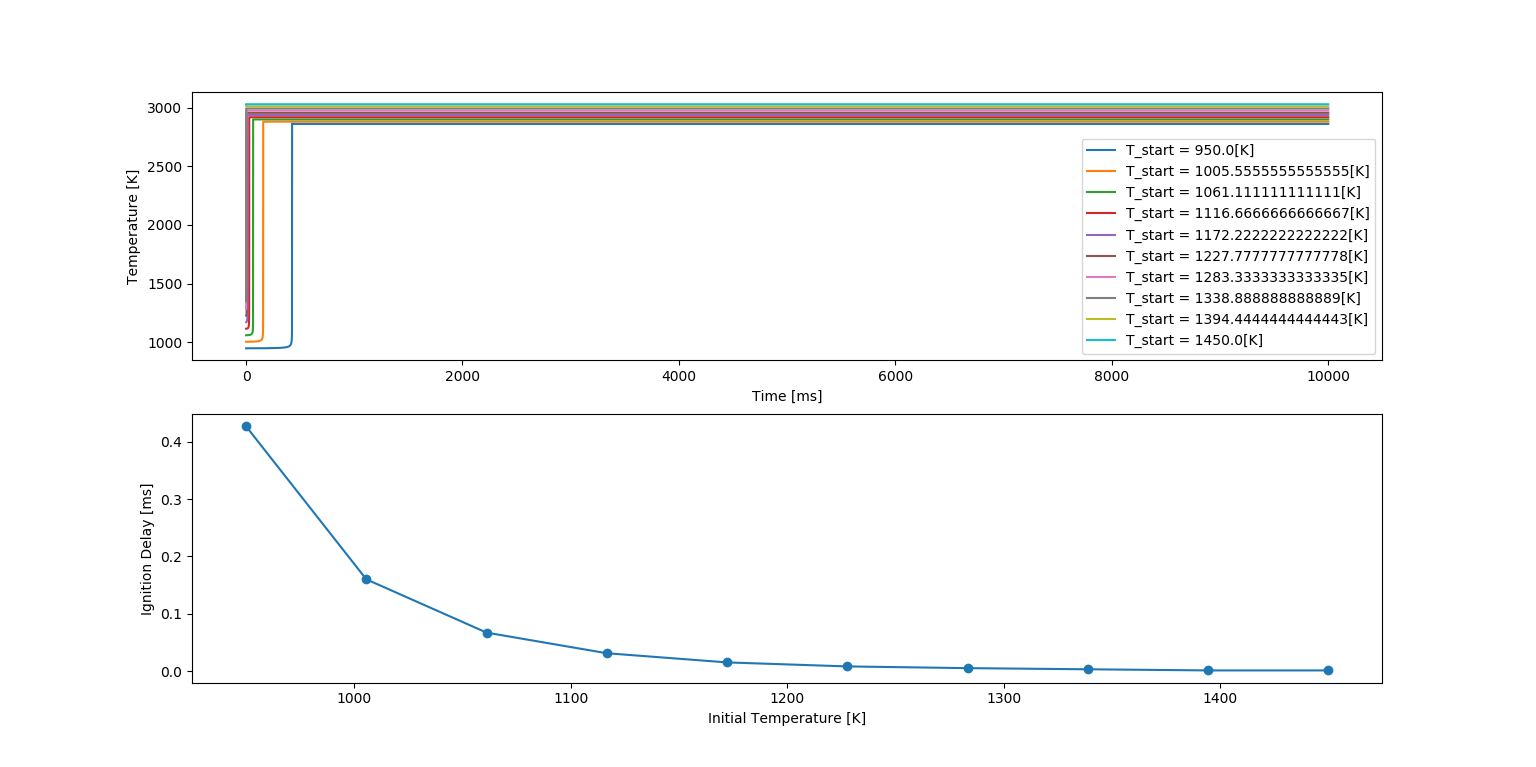 3000
2500
2000
1500
1000
Temperature [K]
T_start = 950.0[K]
T_start = 1005.5555555555555[K]
T_start = 1061.111111111111[K]
T_start = 1116.6666666666667[K]
T_start = 1172.2222222222222[K]
T_start = 1227.7777777777778[K]
T_start = 1283.3333333333335[K]
T_start = 1338.888888888889[K]
T_start = 1394.4444444444443[K]
T_start = 1450.0[K]
0 2000 4000 6000 8000 10000
Time [ms]
0.4
0.3
0.2
0.1
0.0
Ignition Delay [ms]
1000 1100 1200 1300 1400
Initial Temperature [K]